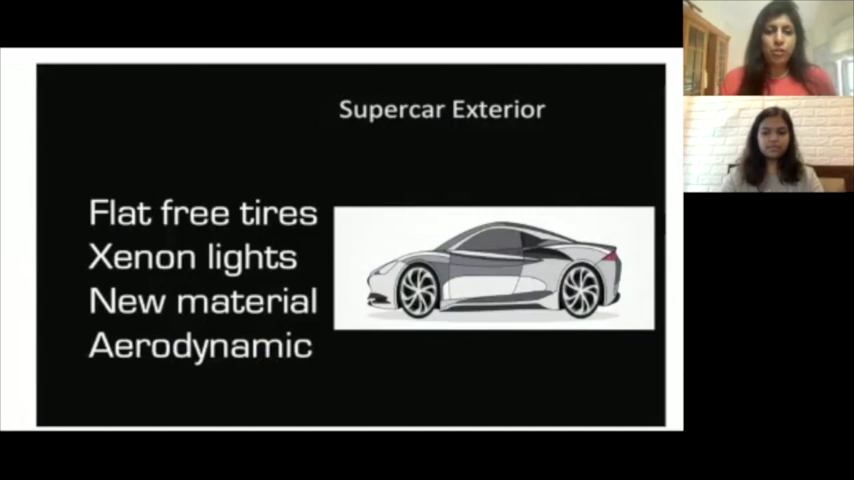 Supercar Exterior
Flat free tires
Xenon lights
New material
Aerodynamic